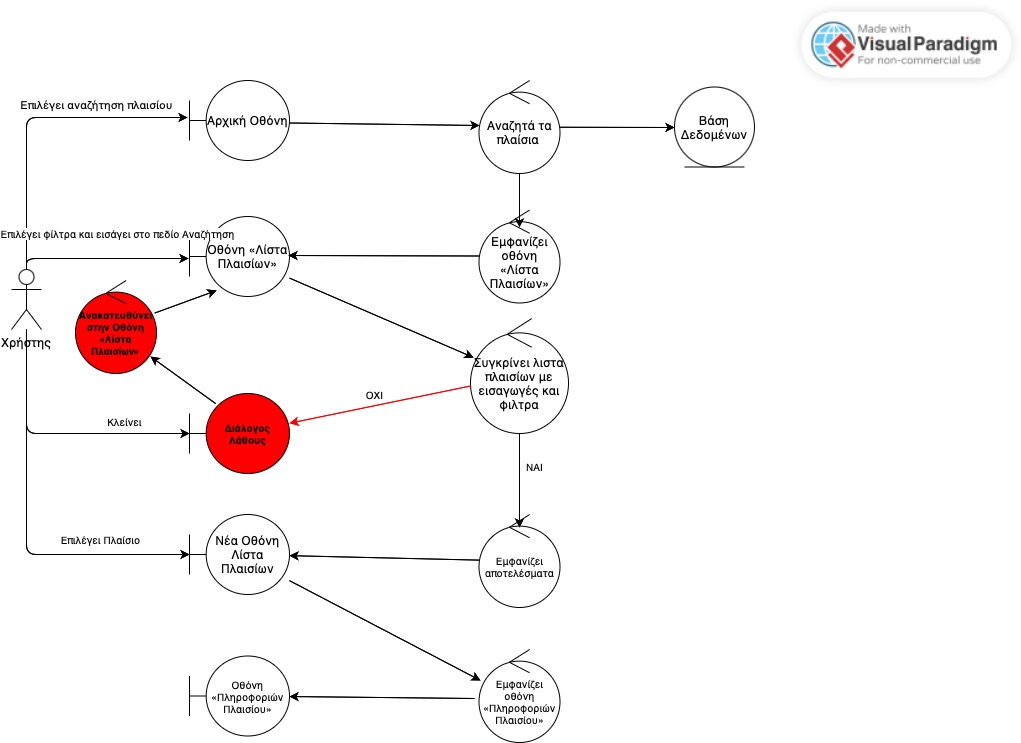 Made with
Visual Paradigm
For non-commercial use
Επιλέγει αναζήτηση πλαισίου
Αρχική Οθόνη
Αναζητά τα
πλαίσια
Βάση
Δεδομένων
Επιλέγει φίλτρα και εισάγει στο πεδίο Αναζήτηση
Οθόνη «Λίστα
Πλαισίων»
Εμφανίζει
οθόνη
«Λίστα
Πλαισίων»
Χρήστης
Ανακστευθύνει
στην Οθόνη
«Λίστα
Πλαισίων»
Συγκρίνει λιστα
πλαισίων με
εισαγωγές και
φιλτρα
ΟΧΙ
Κλείνει
Διάλογος
Λάθους
ΝΑΙ
Επιλέγει Πλαίσιο
Νέα Οθόνη
Λίστα
Πλαισίων
Εμφανίζει
αποτελέσματα
Οθόνη
«Πληροφοριών
Πλαισίου»
Εμφανίζει
οθόνη
«Πληροφοριών
Πλαισίου»